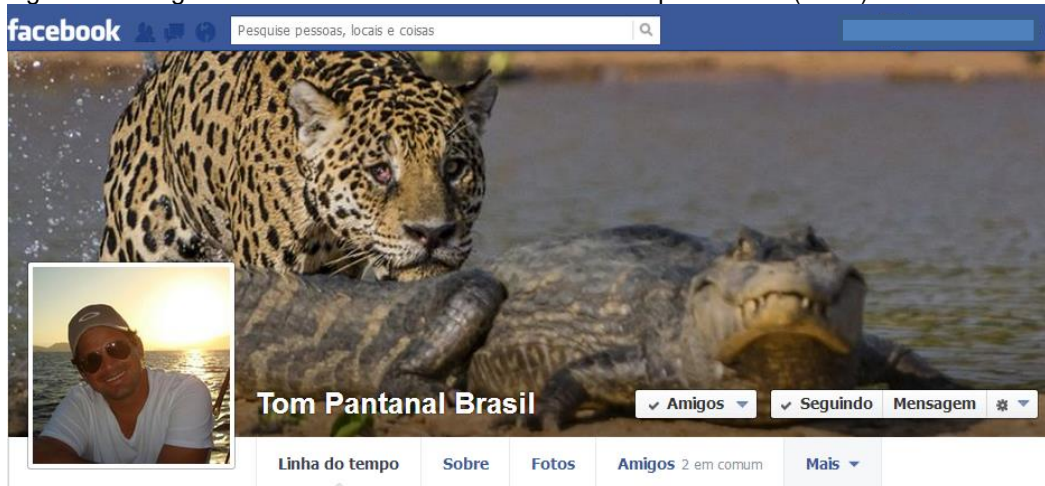 facebook
Pesquise pessoas, locais e coisas
Tom Pantanal Brasil
Amigos
Seguindo
Mensagem
Linha do tempo
Sobre
Fotos
Amigos 2 em comum
Mais